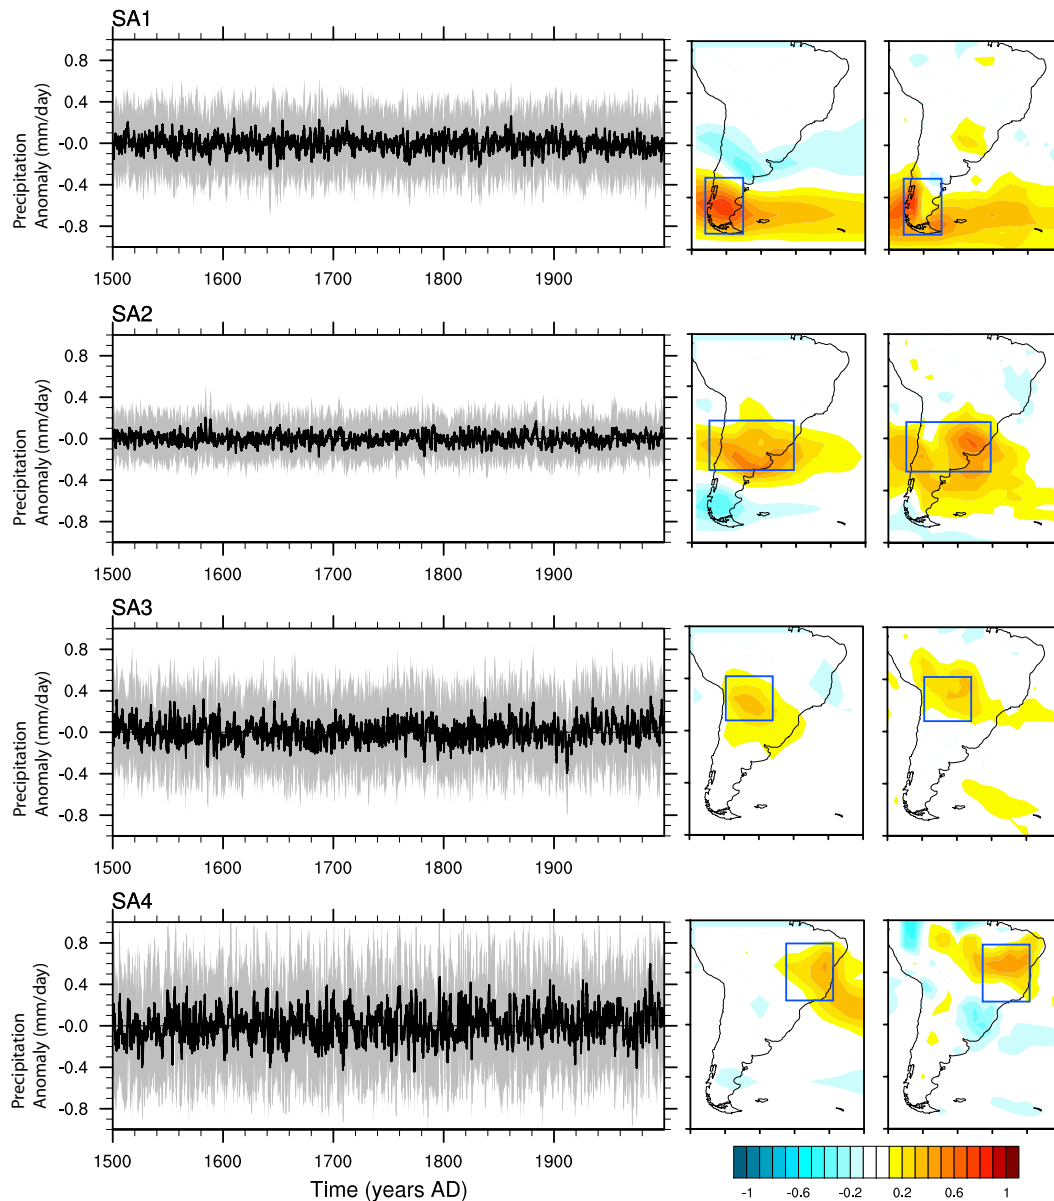 SA1
Precipitation
Anomaly (mm/day)
0.8
0.4
-0.0
-0.4
-0.8
1500 1600 1700 1800 1900
SA2
Precipitation
Anomaly (mm/day)
0.8
0.4
-0.0
-0.4
-0.8
1500 1600 1700 1800 1900
SA3
Precipitation
Anomaly (mm/day)
0.8
0.4
-0.0
-0.4
-0.8
1500 1600 1700 1800 1900
SA4
Precipitation
Anomaly (mm/day)
0.8
0.4
-0.0
-0.4
-0.8
1500 1600 1700 1800 1900
Time (years AD)
-1 -0.6 -0.2 0.2 0.6 1